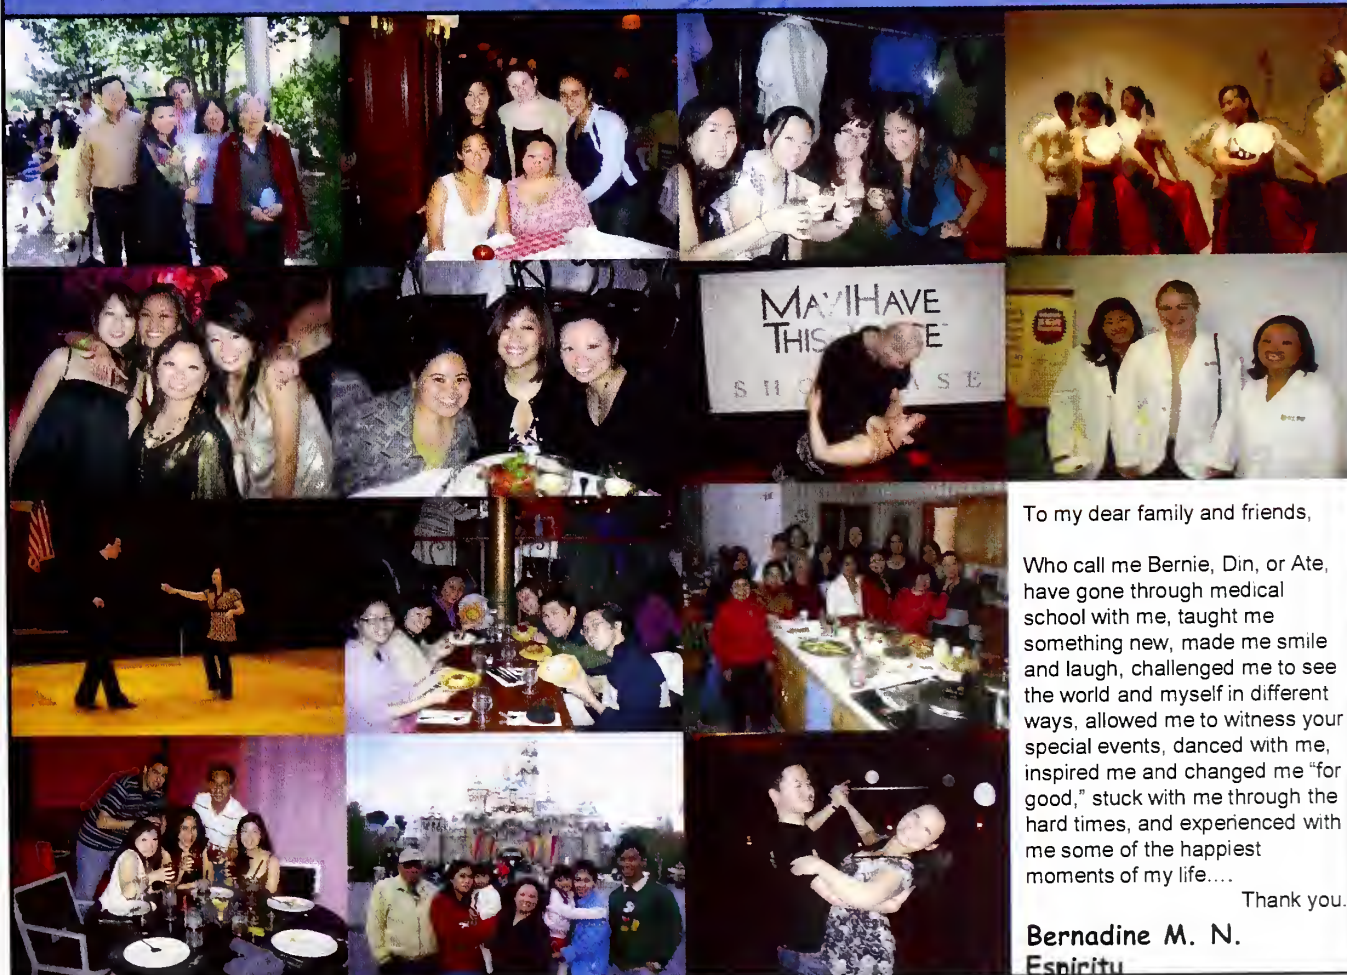 MAY I HAVE
THIS
SHOWCASE
To my dear family and friends,
Who call me Bernie, Din, or Ate,
have gone through medical
school with me, taught me
something new, made me smile
and laugh, challenged me to see
the world and myself in different
ways, allowed me to witness your
special events, danced with me,
inspired me and changed me “for
good,” stuck with me through the
hard times, and experienced with
me some of the happiest
moments of my life....
Thank you.
Bernadine M. N.
Espiritu